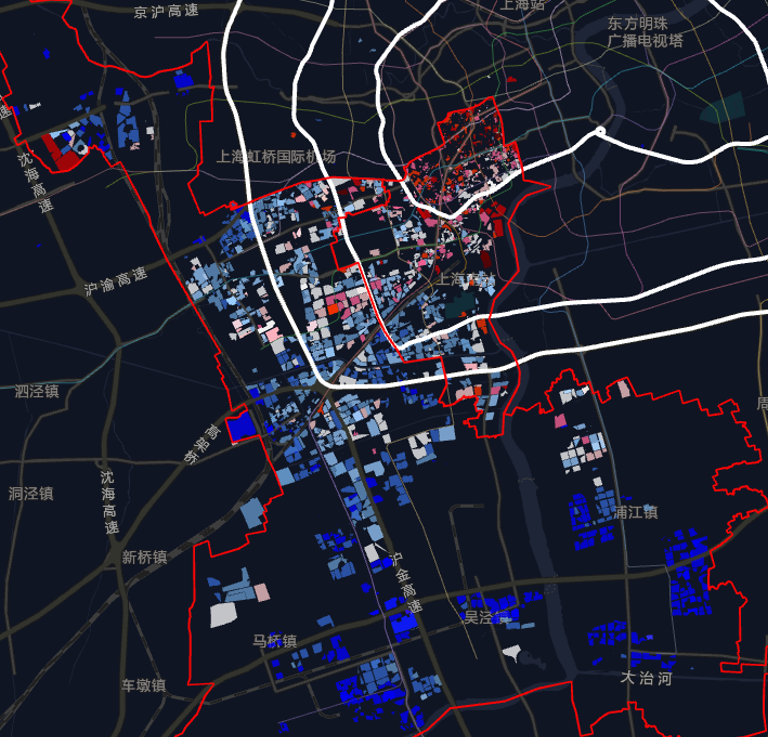 京沪高速
上海站
东方明珠
广播电视塔
上海虹桥国际机场
速
沈海高速
沪渝高速
上海南站
泗泾镇
周
高架桥
洞泾镇
沈海高速
浦江镇
新桥镇
沪金高速
吴泾镇
马桥镇
车墩镇
大治河